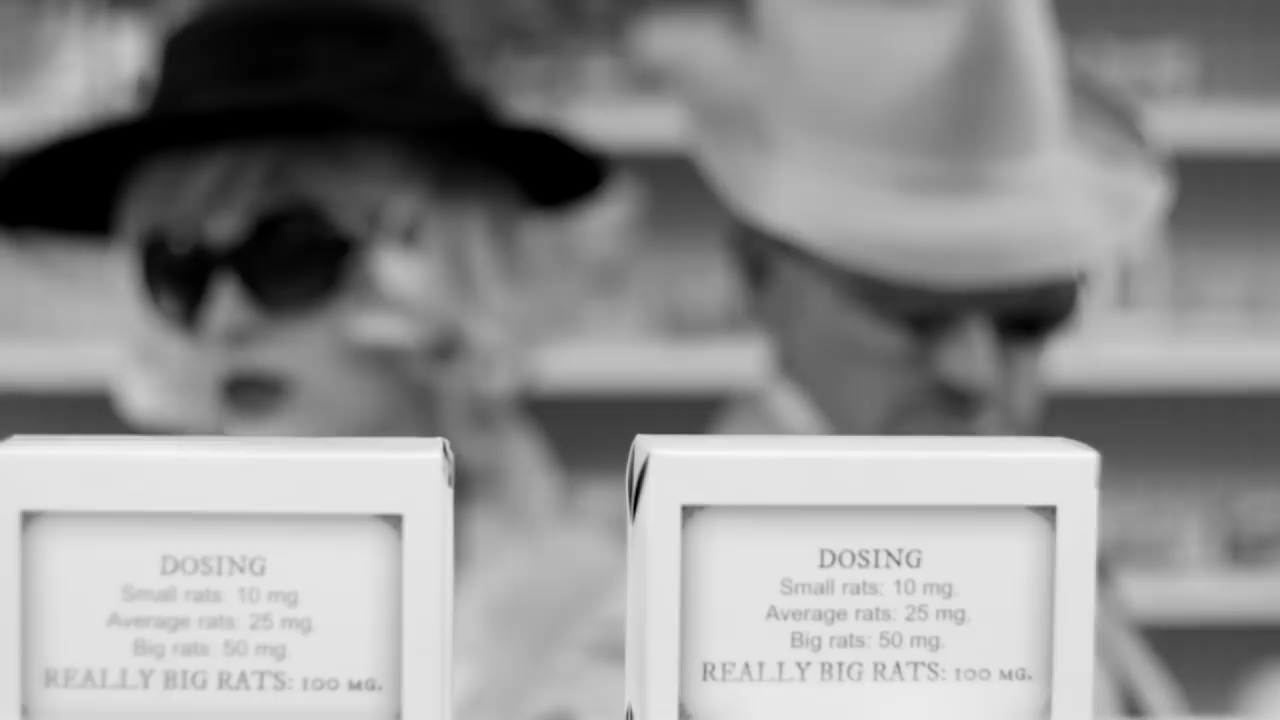 DOSING
Small rats: 10 mg.
Average rats: 25 mg.
Big rats: 50 mg.
REALLY BIG RATS: 100 MG.
DOSING
Small rats: 10 mg.
Average rats: 25 mg.
Big rats: 50 mg.
REALLY BIG RATS: 100 MG.